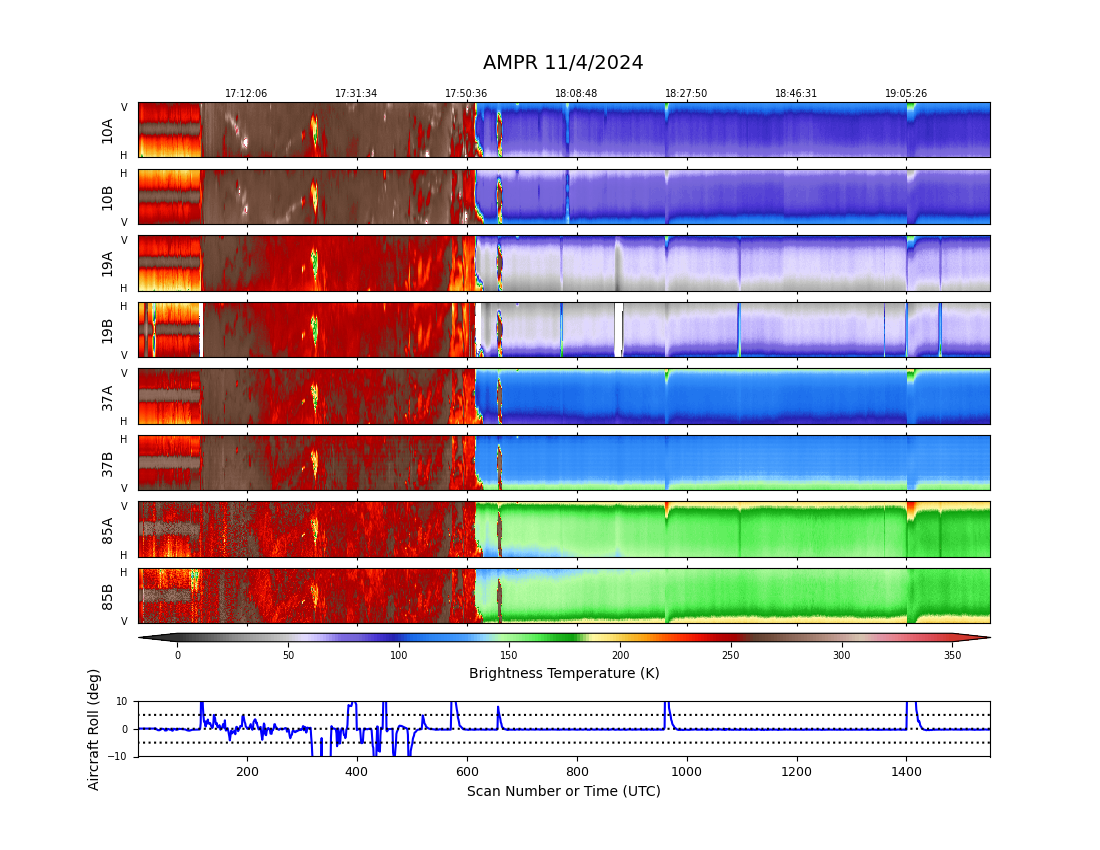 AMPR 11/4/2024
17:12:06 17:31:34 17:50:36 18:08:48 18:27:50 18:46:31 19:05:26
V
10A
H
H
10B
V
V
19A
H
H
19B
V
V
37A
H
H
37B
V
V
85A
H
H
85B
V
0 50 100 150 200 250 300 350
Brightness Temperature (K)
Aircraft Roll (deg)
10
0
−10
200 400 600 800 1000 1200 1400
Scan Number or Time (UTC)